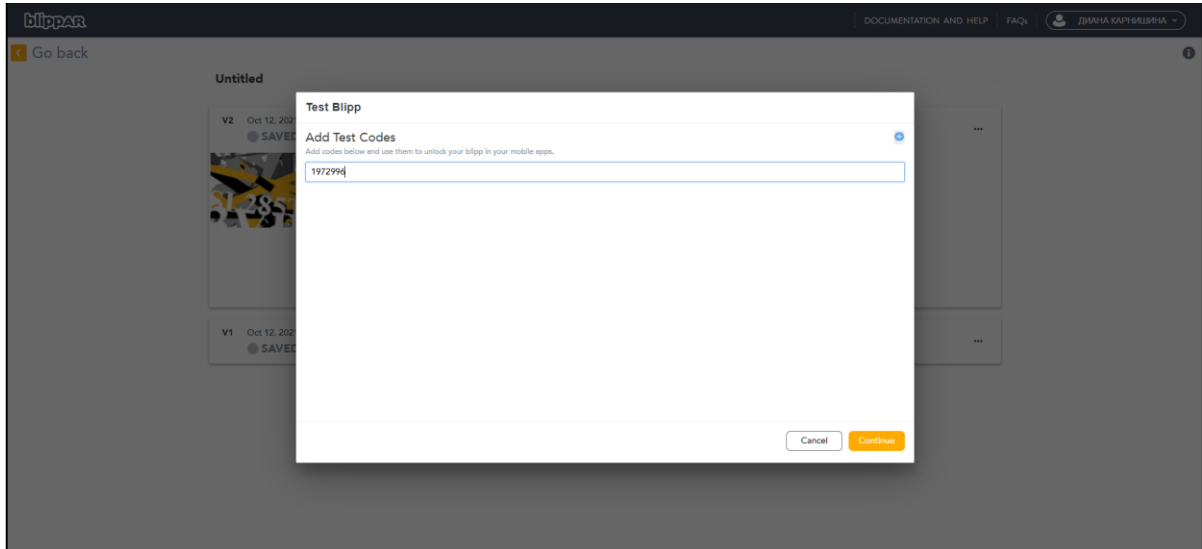 blippAR
DOCUMENTATION AND HELP
FAQs
ДИАНА КАРНИШИНА
Go back
Untitled
Test Blipp
V2 Oct 12, 202
SAVED
Add Test Codes
Add codes below and use them to unlock your blipp in your mobile apps.
1972996
V1 Oct 12, 202
SAVED
Cancel
Continue